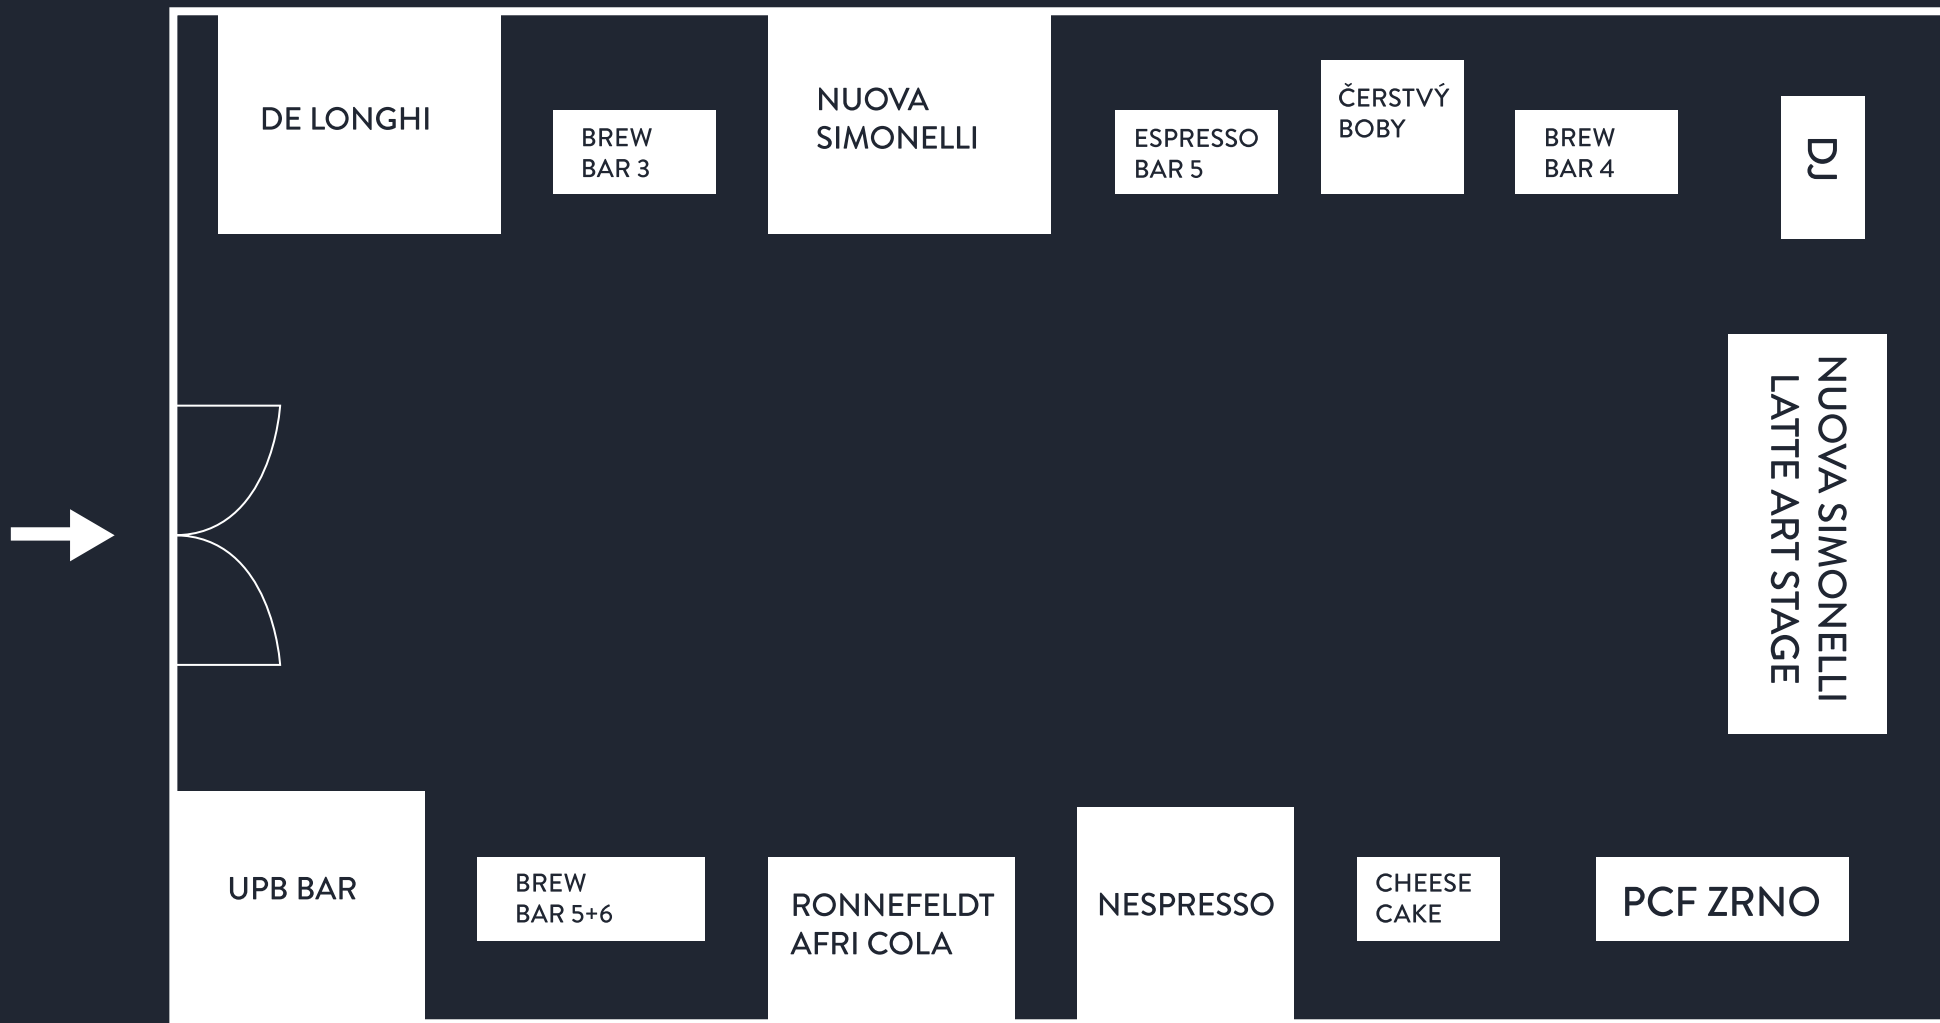 DE LONGHI
BREW
BAR 3
NUOVA
SIMONELLI
ESPRESSO
BAR 5
ČERSTVÝ
BOBY
BREW
BAR 4
DJ
NUOVA SIMONELLI
LATTE ART STAGE
UPB BAR
BREW
BAR 5+6
RONNEFELDT
AFRI COLA
NESPRESSO
CHEESE
CAKE
PCF ZRNO